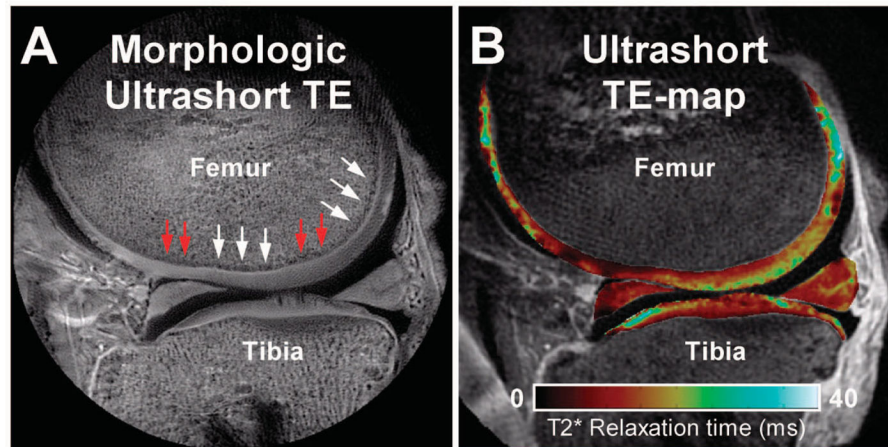 A
Morphologic
Ultrashort TE
Femur
Tibia
B
Ultrashort
TE-map
Femur
Tibia
0
40
T2* Relaxation time (ms)